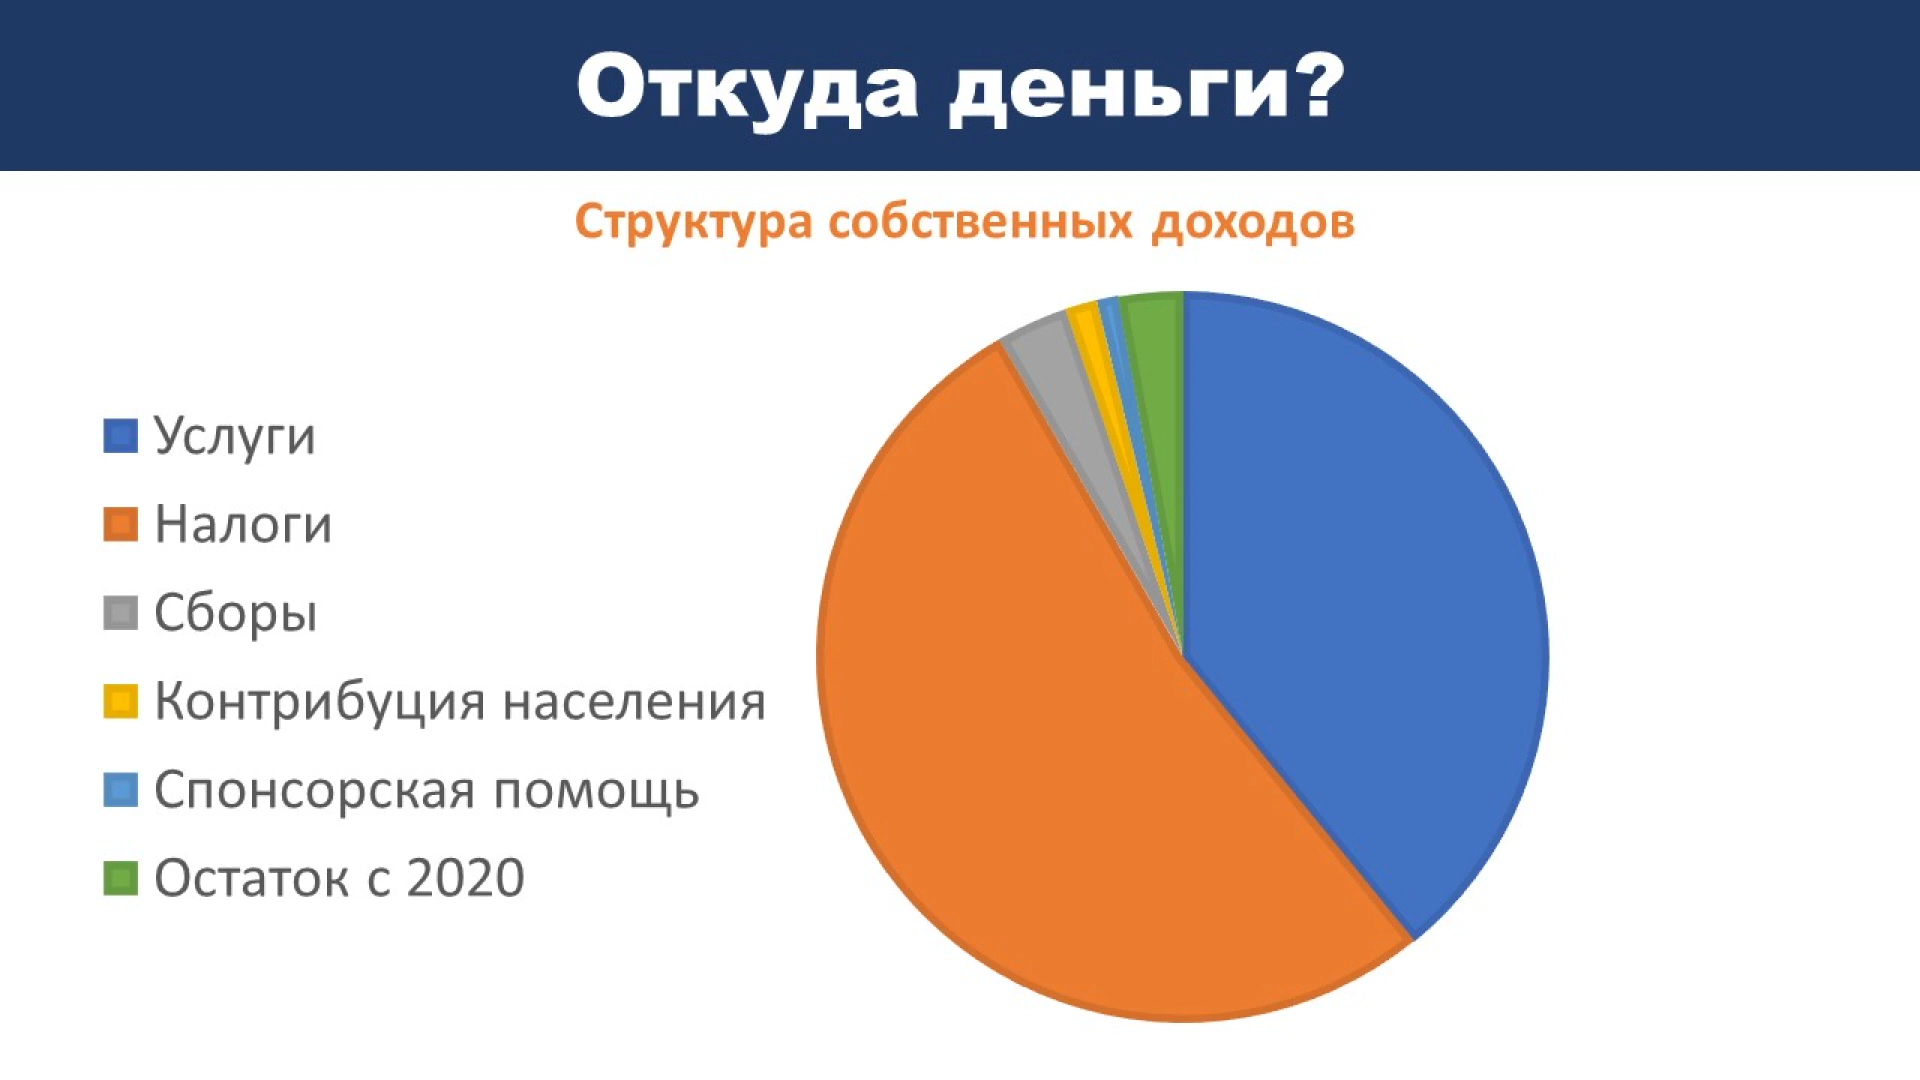 Откуда деньги?
Структура собственных доходов
Услуги
Налоги
Сборы
Контрибуция населения
Спонсорская помощь
Остаток с 2020